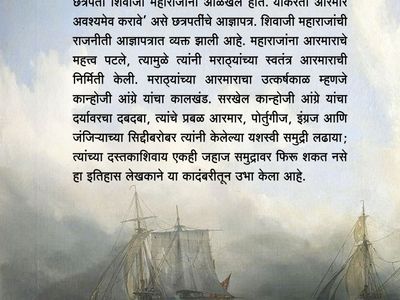 छत्रपती शिवाजी महाराजांना ओळखले होते. याकरिता आरमार
अवश्यमेव करावे’ असे छत्रपतींचे आज्ञापत्र. शिवाजी महाराजांची
राजनीती आज्ञापत्रात व्यक्त झाली आहे. महाराजांना आरमाराचे
महत्त्व पटले, त्यामुळे त्यांनी मराठ्यांच्या स्वतंत्र आरमाराची
निर्मिती केली. मराठ्यांच्या आरमाराचा उत्कर्षकाळ म्हणजे
कान्होजी आंग्रे यांचा कालखंड. सरखेल कान्होजी आंग्रे यांचा
दर्यावरचा दबदबा, त्यांचे प्रबळ आरमार, पोर्तुगीज, इंग्रज आणि
जंजिऱ्याच्या सिद्दीबरोबर त्यांनी केलेल्या यशस्वी समुद्री लढाया;
त्यांच्या दस्तकाशिवाय एकही जहाज समुद्रावर फिरू शकत नसे
हा इतिहास लेखकाने या कादंबरीतून उभा केला आहे.